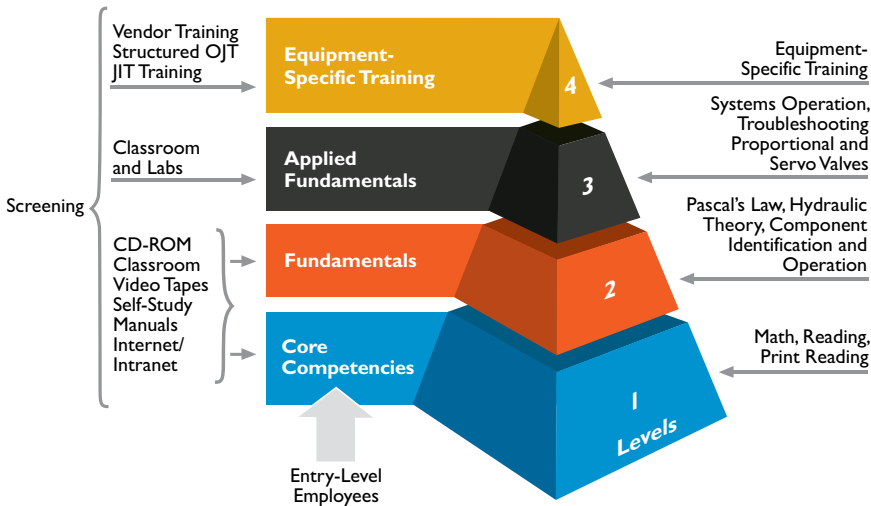 Vendor Training
Structured OJT
JIT Training
Equipment-
Specific Training
4
Equipment-
Specific Training
Classroom
and Labs
Applied
Fundamentals
3
Systems Operation,
Troubleshooting
Proportional and
Servo Valves
Screening
CD-ROM
Classroom
Video Tapes
Self-Study
Manuals
Internet/
Intranet
Fundamentals
2
Pascal's Law, Hydraulic
Theory, Component
Identification and
Operation
Core
Competencies
1
Levels
Math, Reading,
Print Reading
Entry-Level
Employees